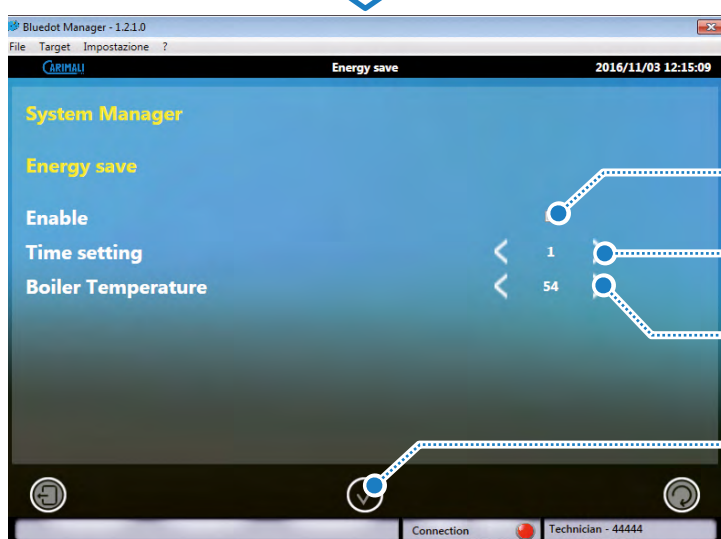 Bluedot Manager - 1.2.1.0
File Target Impostazione ?
CARIMALI Energy save 2016/11/03 12:15:09
System Manager
Energy save
Enable
Time setting 1
Boiler Temperature 54
Connection Technician - 44444